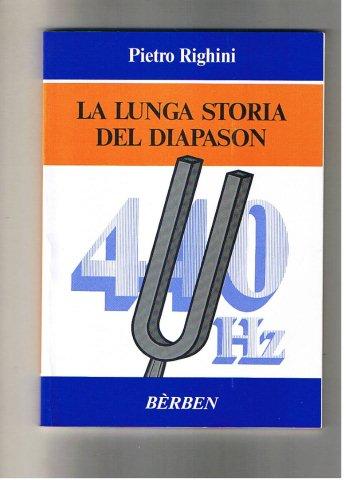 Pietro Righini
LA LUNGA STORIA
DEL DIAPASON
440
Hz
BÈRBEN